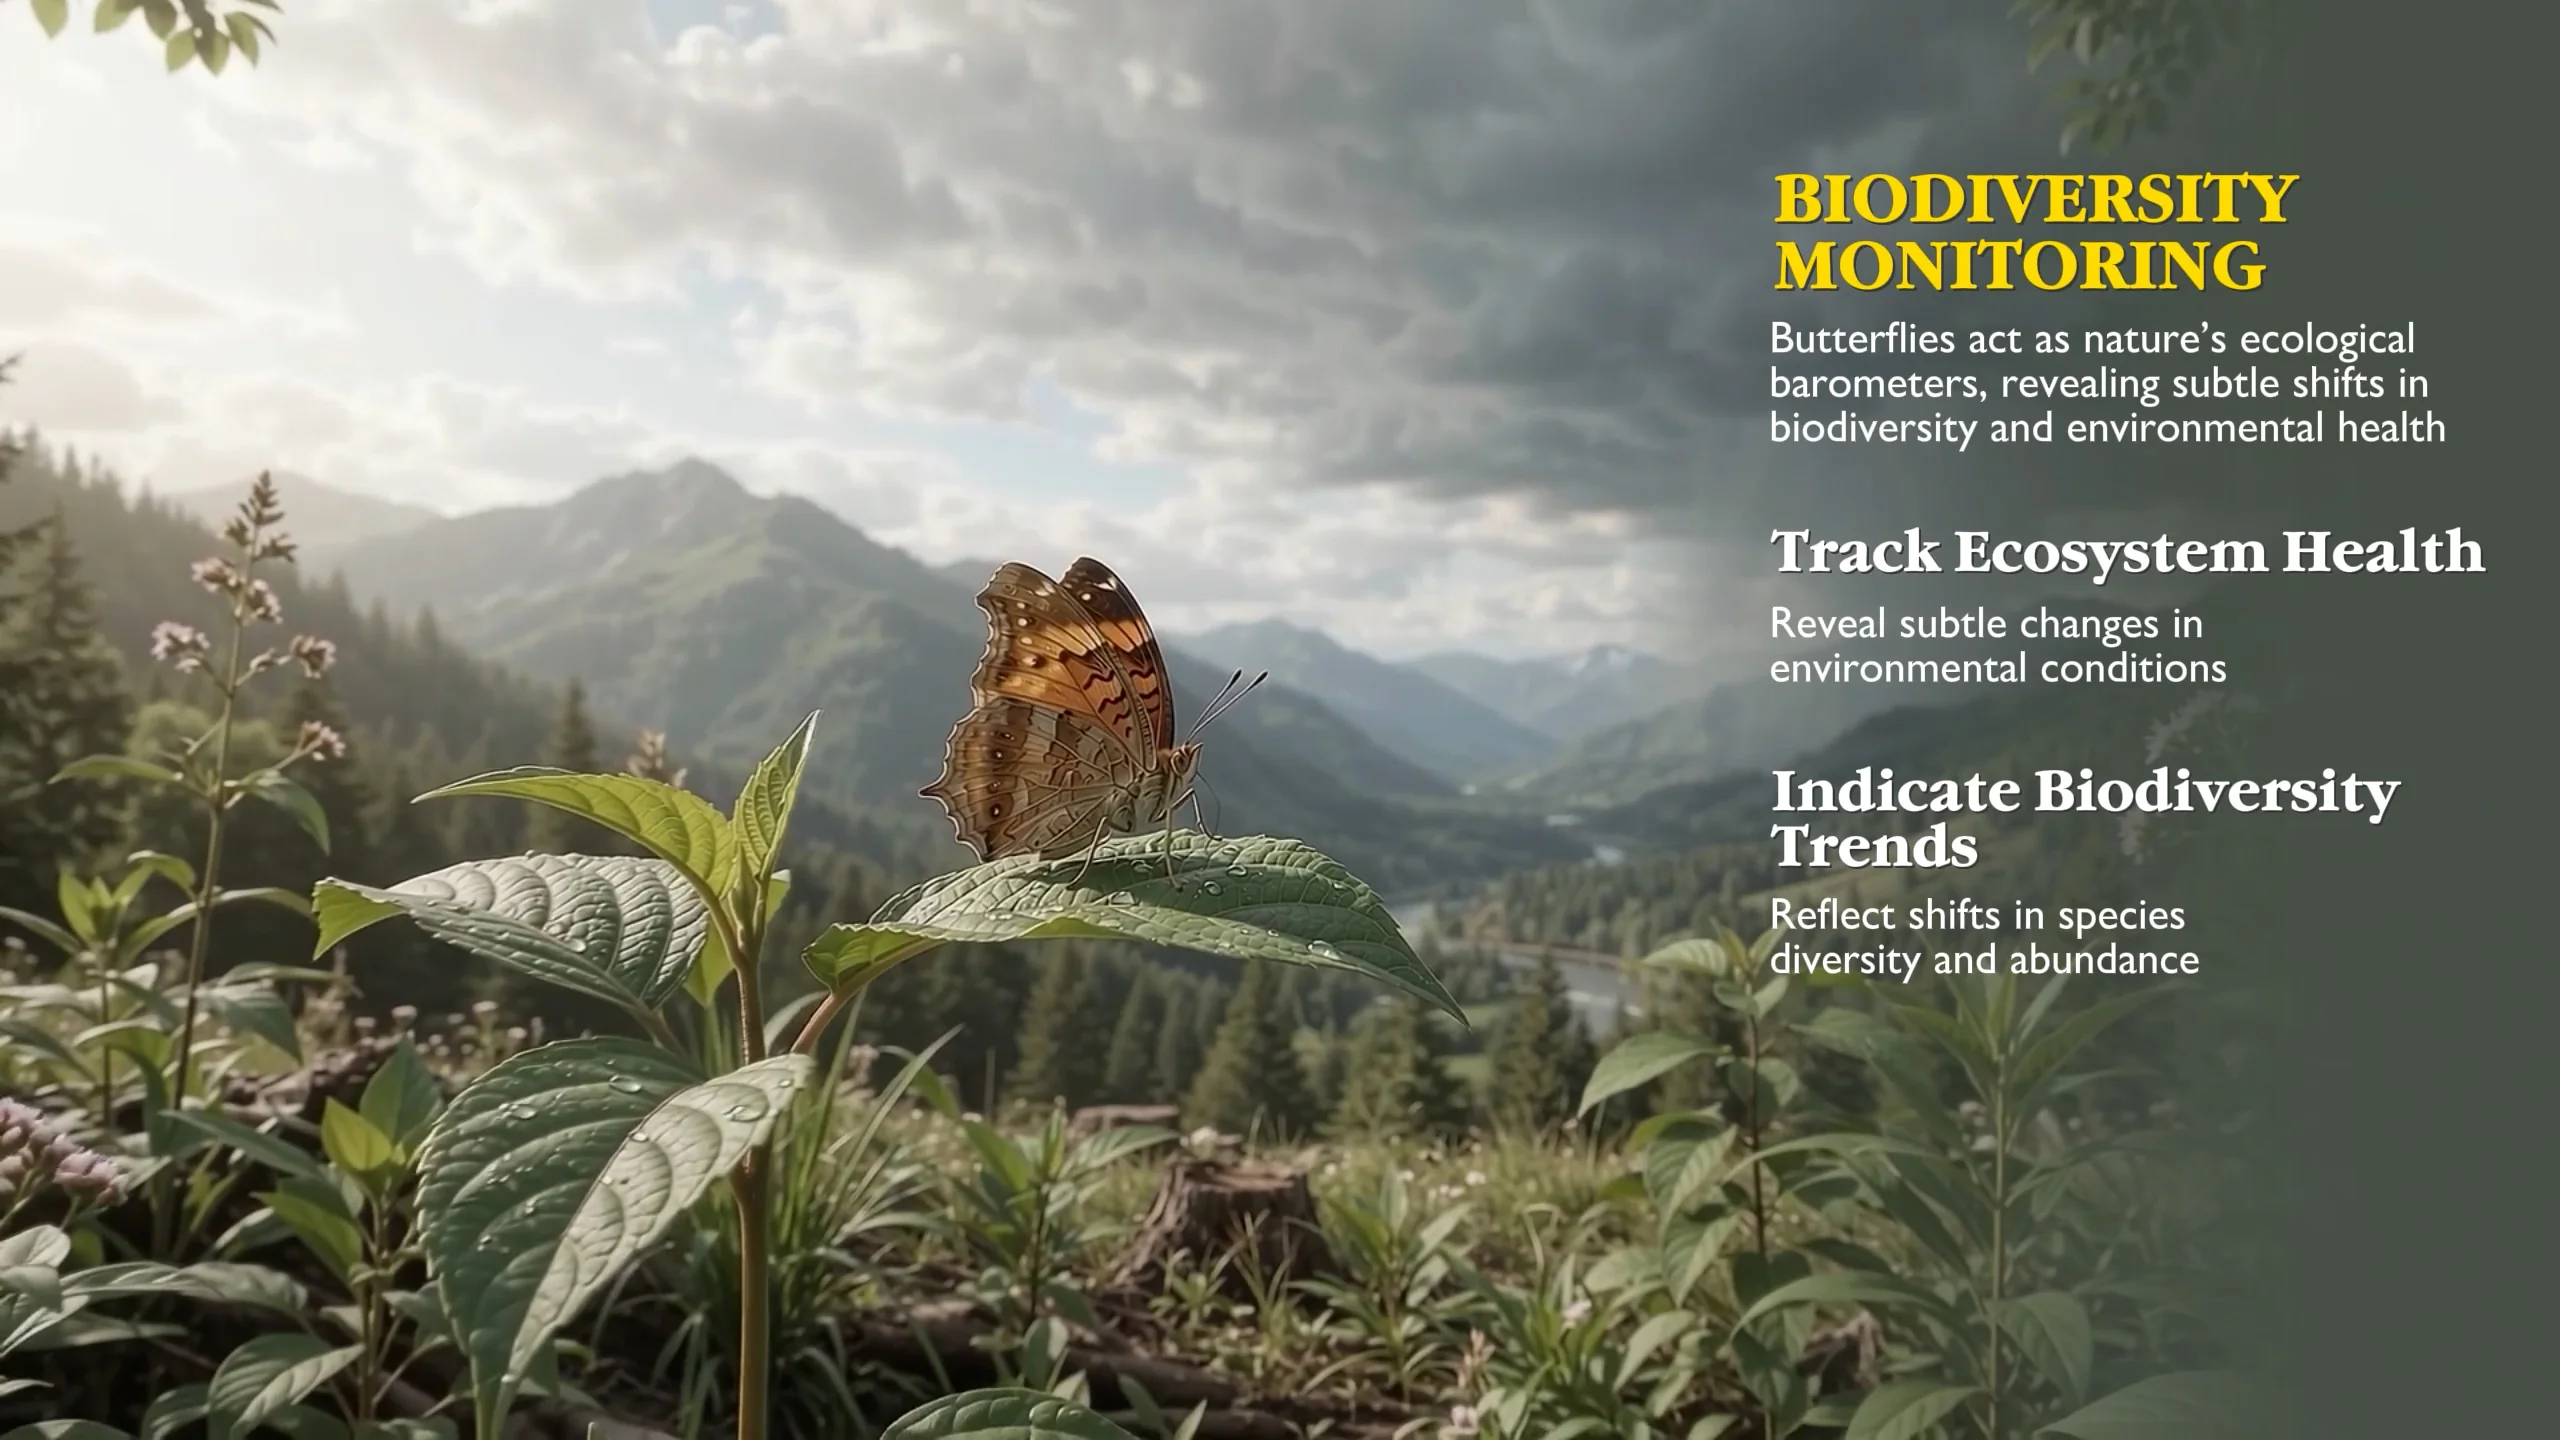 BIODIVERSITY
MONITORING
Butterflies act as nature’s ecological
barometers, revealing subtle shifts in
biodiversity and environmental health
Track Ecosystem Health
Reveal subtle changes in
environmental conditions
Indicate Biodiversity
Trends
Reflect shifts in species
diversity and abundance